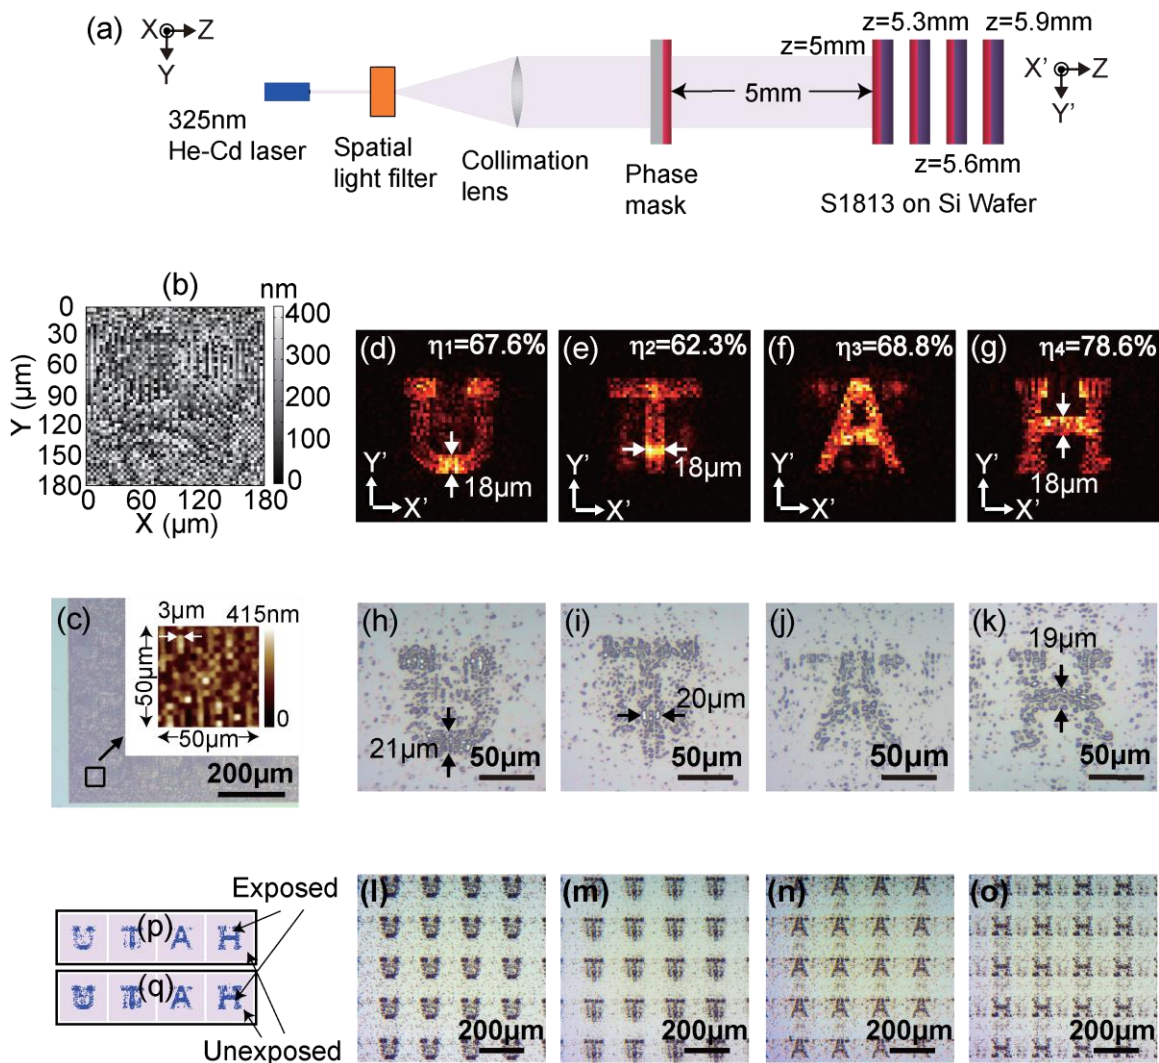 (a)
X Z
Y
325nm
He-Cd laser
Spatial
light filter
Collimation
lens
Phase
mask
5mm
z=5mm
z=5.3mm
z=5.9mm
z=5.6mm
X' Z
Y'
S1813 on Si Wafer
(b)
nm
0
30
60
90
120
150
180
Y (µm)
0 60 120 180
X (µm)
400
300
200
100
0
(d) η1=67.6%
18µm
Y'
X'
(e) η2=62.3%
18µm
Y'
X'
(f) η3=68.8%
Y'
X'
(g) η4=78.6%
18µm
Y'
X'
(c)
3µm
415nm
50µm
0
50µm
200µm
(h)
21µm
50µm
(i)
20µm
50µm
(j)
50µm
(k)
19µm
50µm
Exposed
(p)
U T A H
(q)
U T A H
Unexposed
(l)
200µm
(m)
200µm
(n)
200µm
(o)
200µm